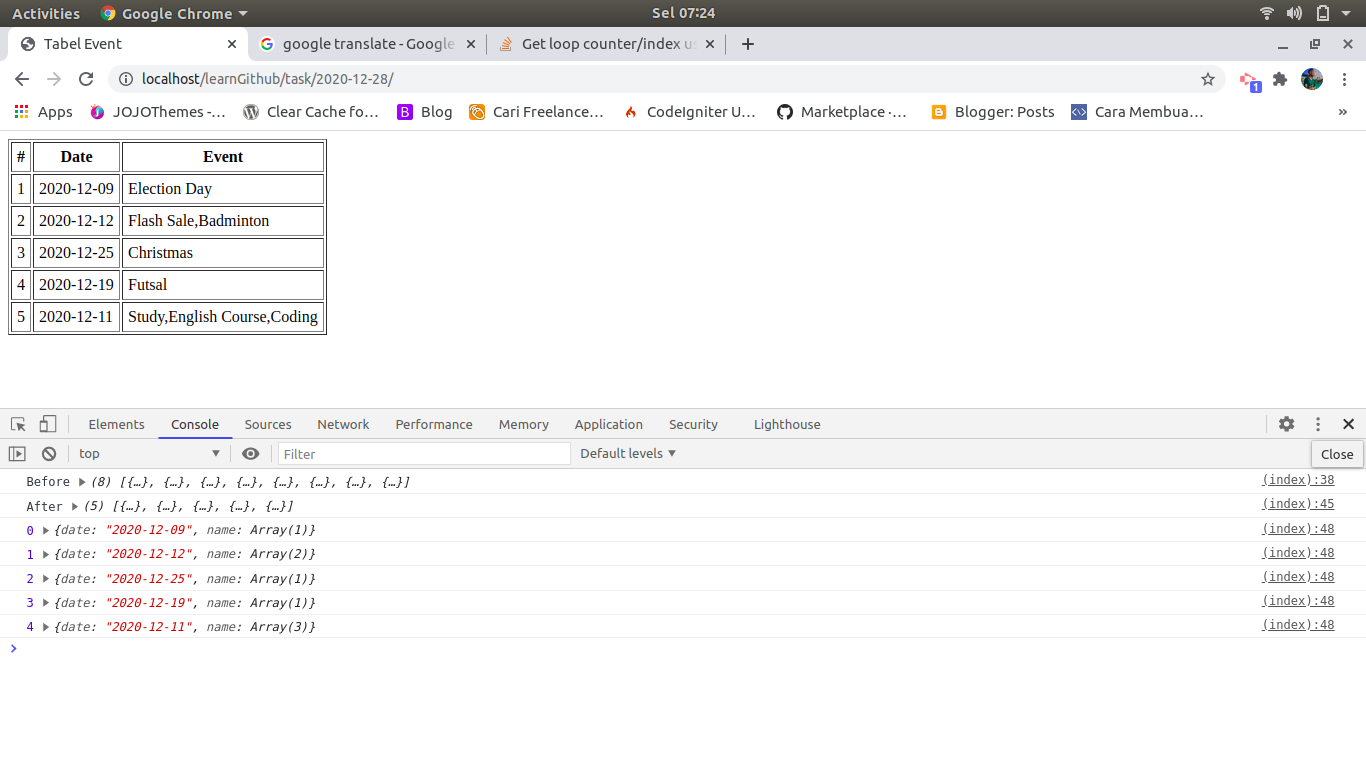 Activities Google Chrome Sel 07:24
Tabel Event google translate - Google Get loop counter/index u
localhost/learnGithub/task/2020-12-28/ 1
Apps JOJOThemes -... Clear Cache fo... B Blog Cari Freelance... CodeIgniter U... Marketplace ·... Blogger: Posts Cara Membua... »
# Date Event
1 2020-12-09 Election Day
2 2020-12-12 Flash Sale,Badminton
3 2020-12-25 Christmas
4 2020-12-19 Futsal
5 2020-12-11 Study,English Course,Coding
Elements Console Sources Network Performance Memory Application Security Lighthouse
top Filter Default levels Close
Before (8) [{…}, {…}, {…}, {…}, {…}, {…}, {…}, {…}] (index):38
After (5) [{…}, {…}, {…}, {…}, {…}] (index):45
0 {date: "2020-12-09", name: Array(1)} (index):48
1 {date: "2020-12-12", name: Array(2)} (index):48
2 {date: "2020-12-25", name: Array(1)} (index):48
3 {date: "2020-12-19", name: Array(1)} (index):48
4 {date: "2020-12-11", name: Array(3)} (index):48